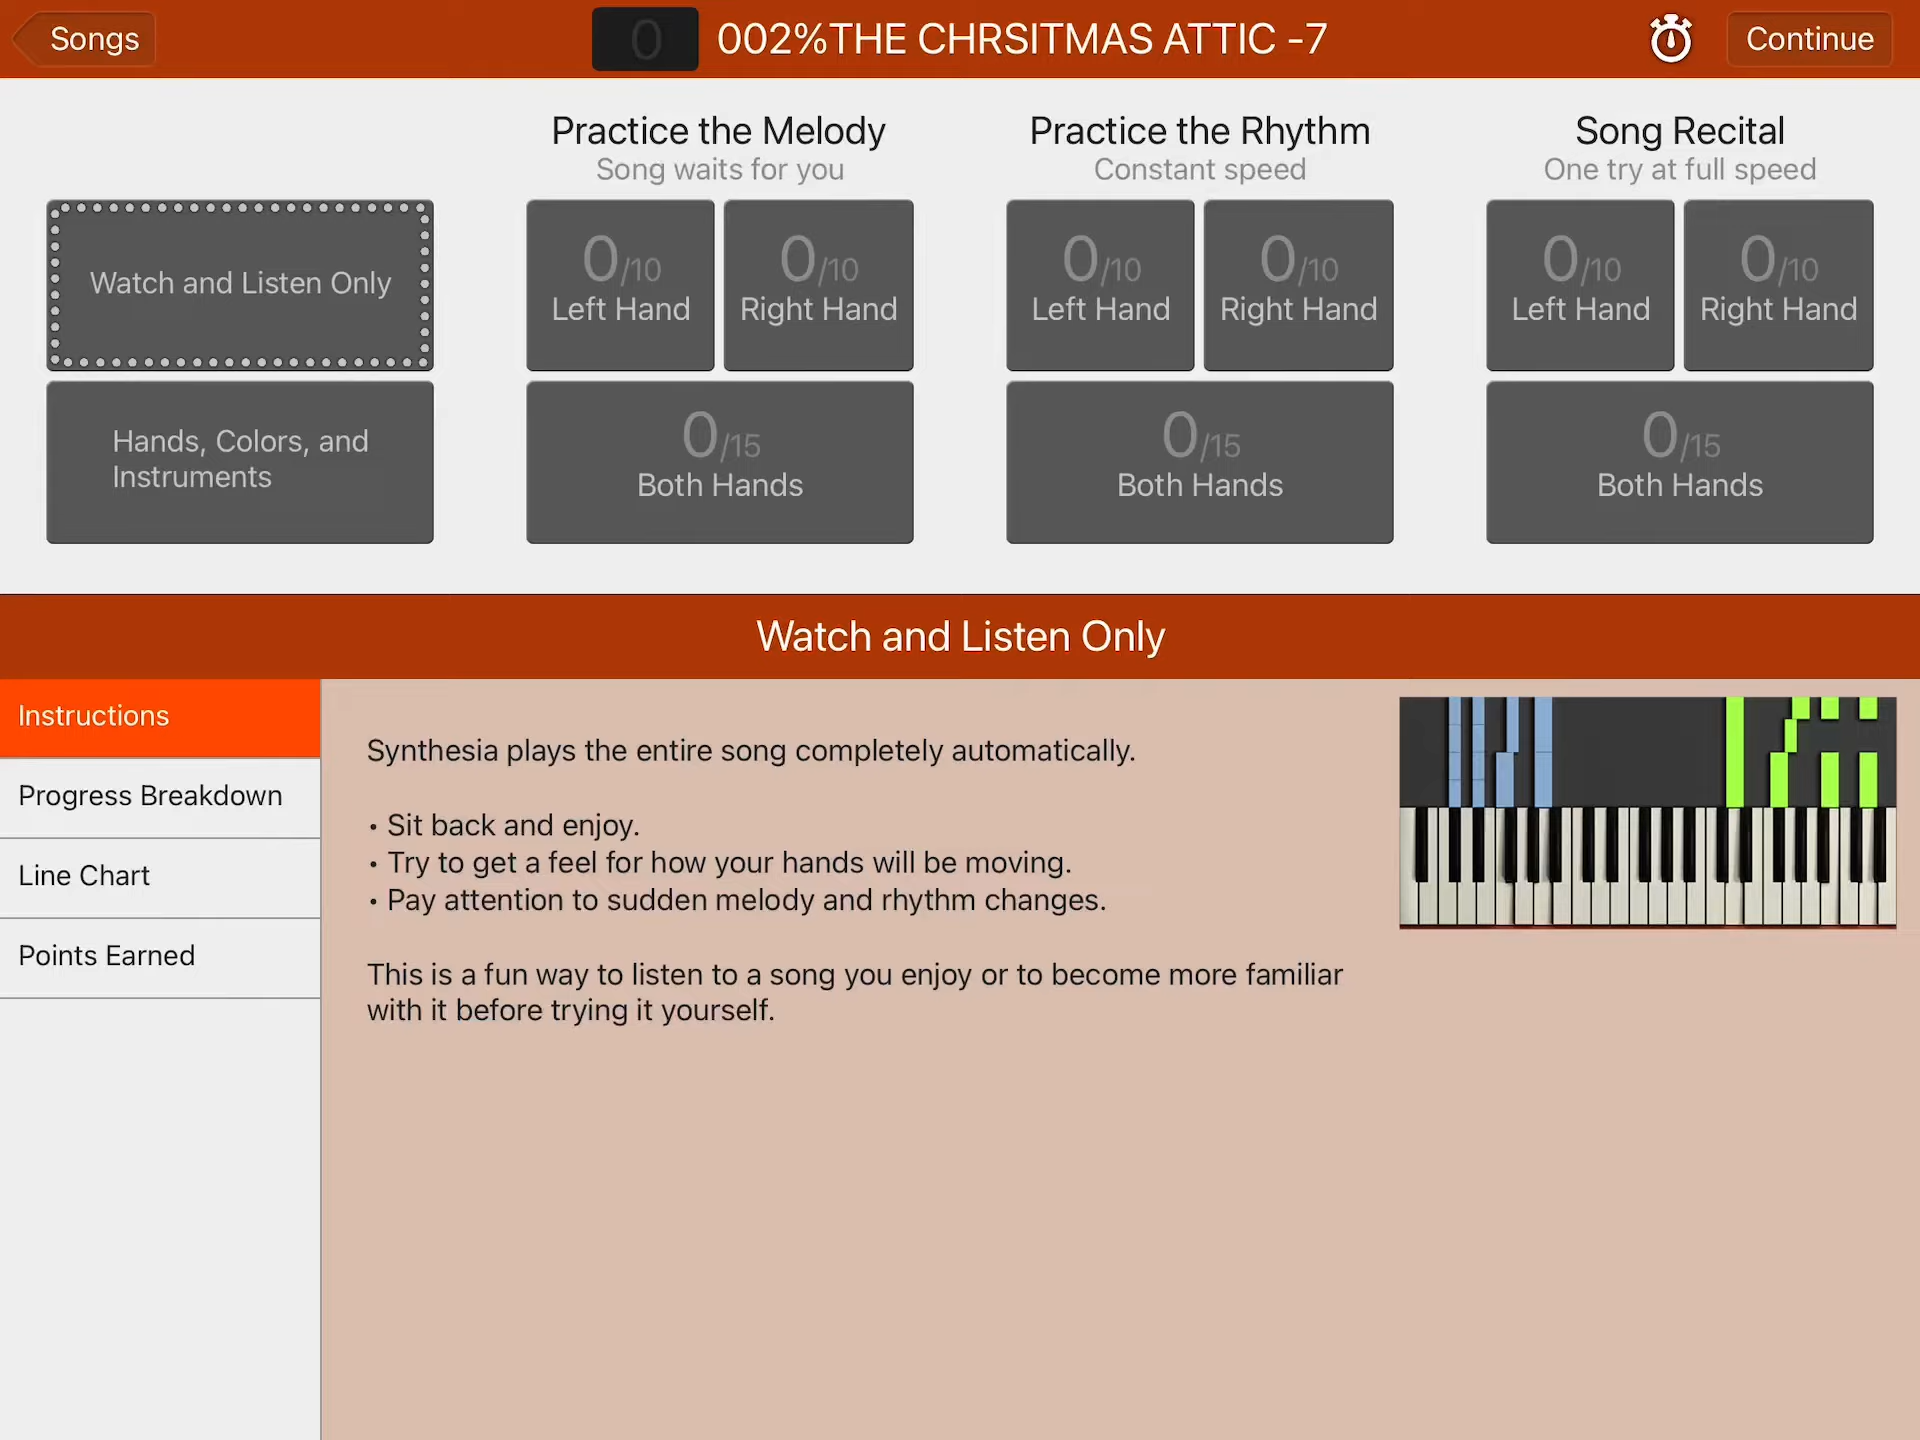 Songs
0
002%THE CHRSITMAS ATTIC -7
Continue
Practice the Melody
Song waits for you
Practice the Rhythm
Constant speed
Song Recital
One try at full speed
Watch and Listen Only
0/10
Left Hand
0/10
Right Hand
0/10
Left Hand
0/10
Right Hand
0/10
Left Hand
0/10
Right Hand
Hands, Colors, and
Instruments
0/15
Both Hands
0/15
Both Hands
0/15
Both Hands
Watch and Listen Only
Instructions
Progress Breakdown
Line Chart
Points Earned
Synthesia plays the entire song completely automatically.
• Sit back and enjoy.
• Try to get a feel for how your hands will be moving.
• Pay attention to sudden melody and rhythm changes.
This is a fun way to listen to a song you enjoy or to become more familiar
with it before trying it yourself.